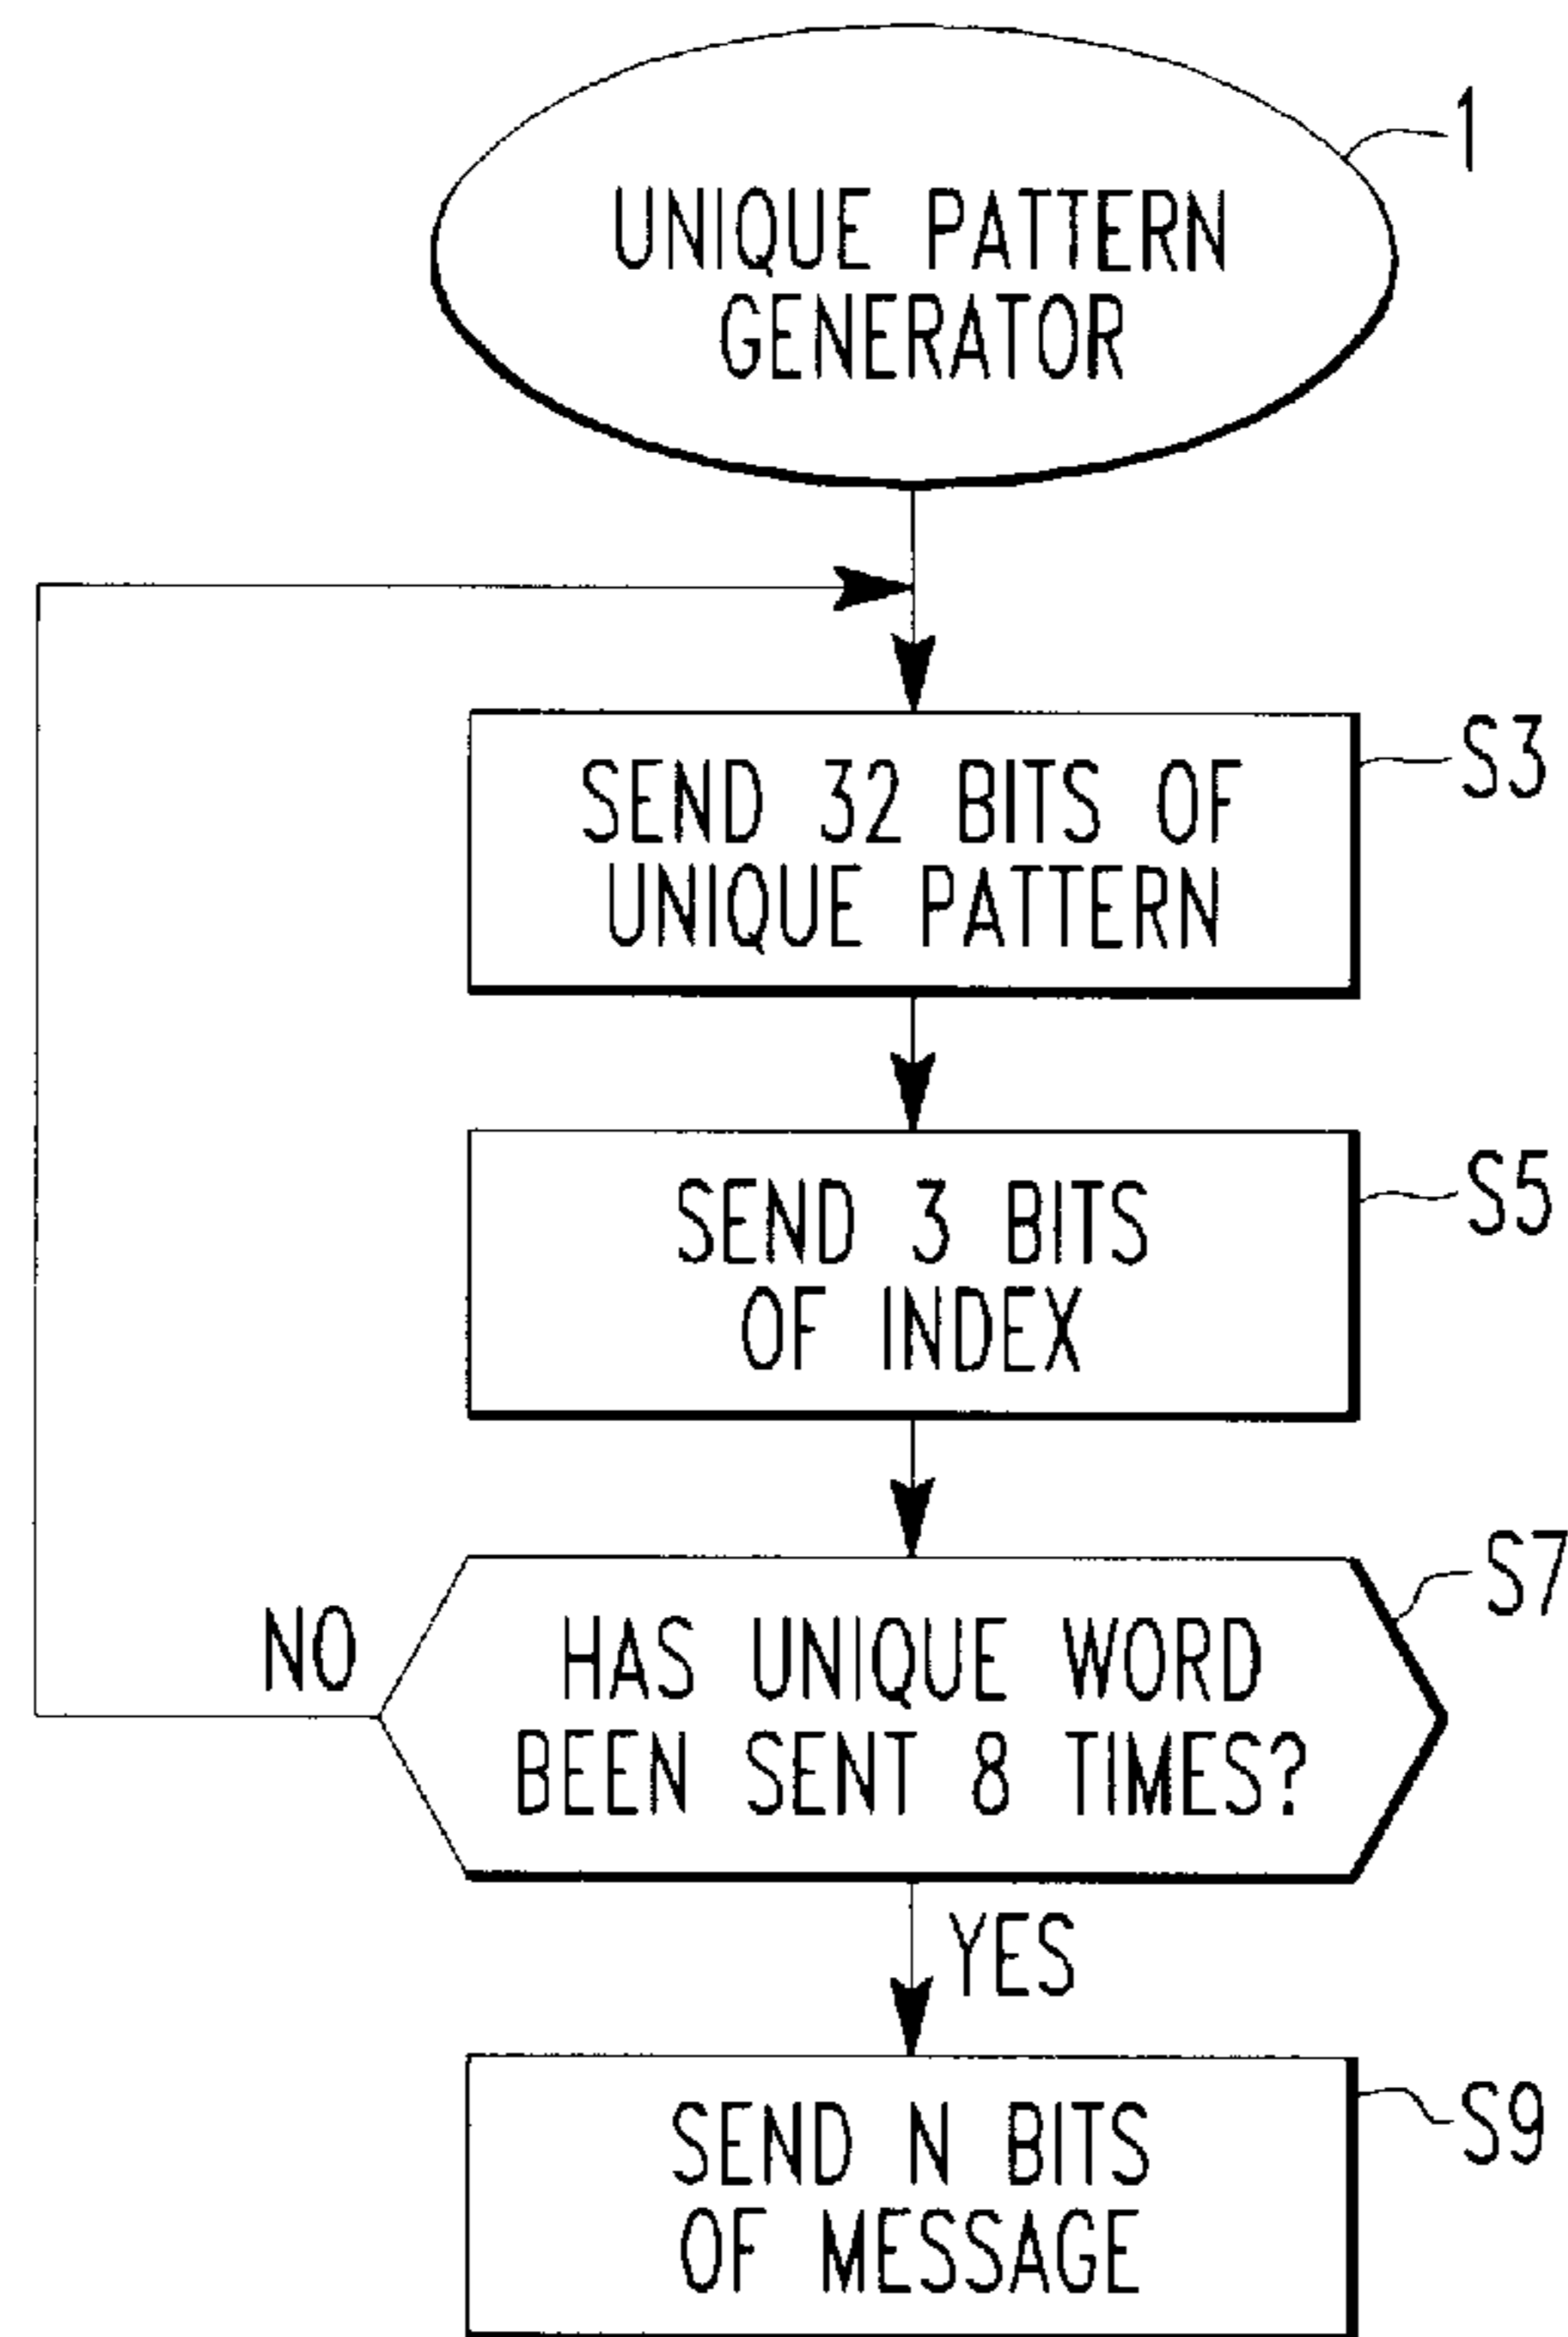 1
UNIQUE PATTERN
GENERATOR
S3
SEND 32 BITS OF
UNIQUE PATTERN
S5
SEND 3 BITS
OF INDEX
S7
NO
HAS UNIQUE WORD
BEEN SENT 8 TIMES?
YES
S9
SEND N BITS
OF MESSAGE